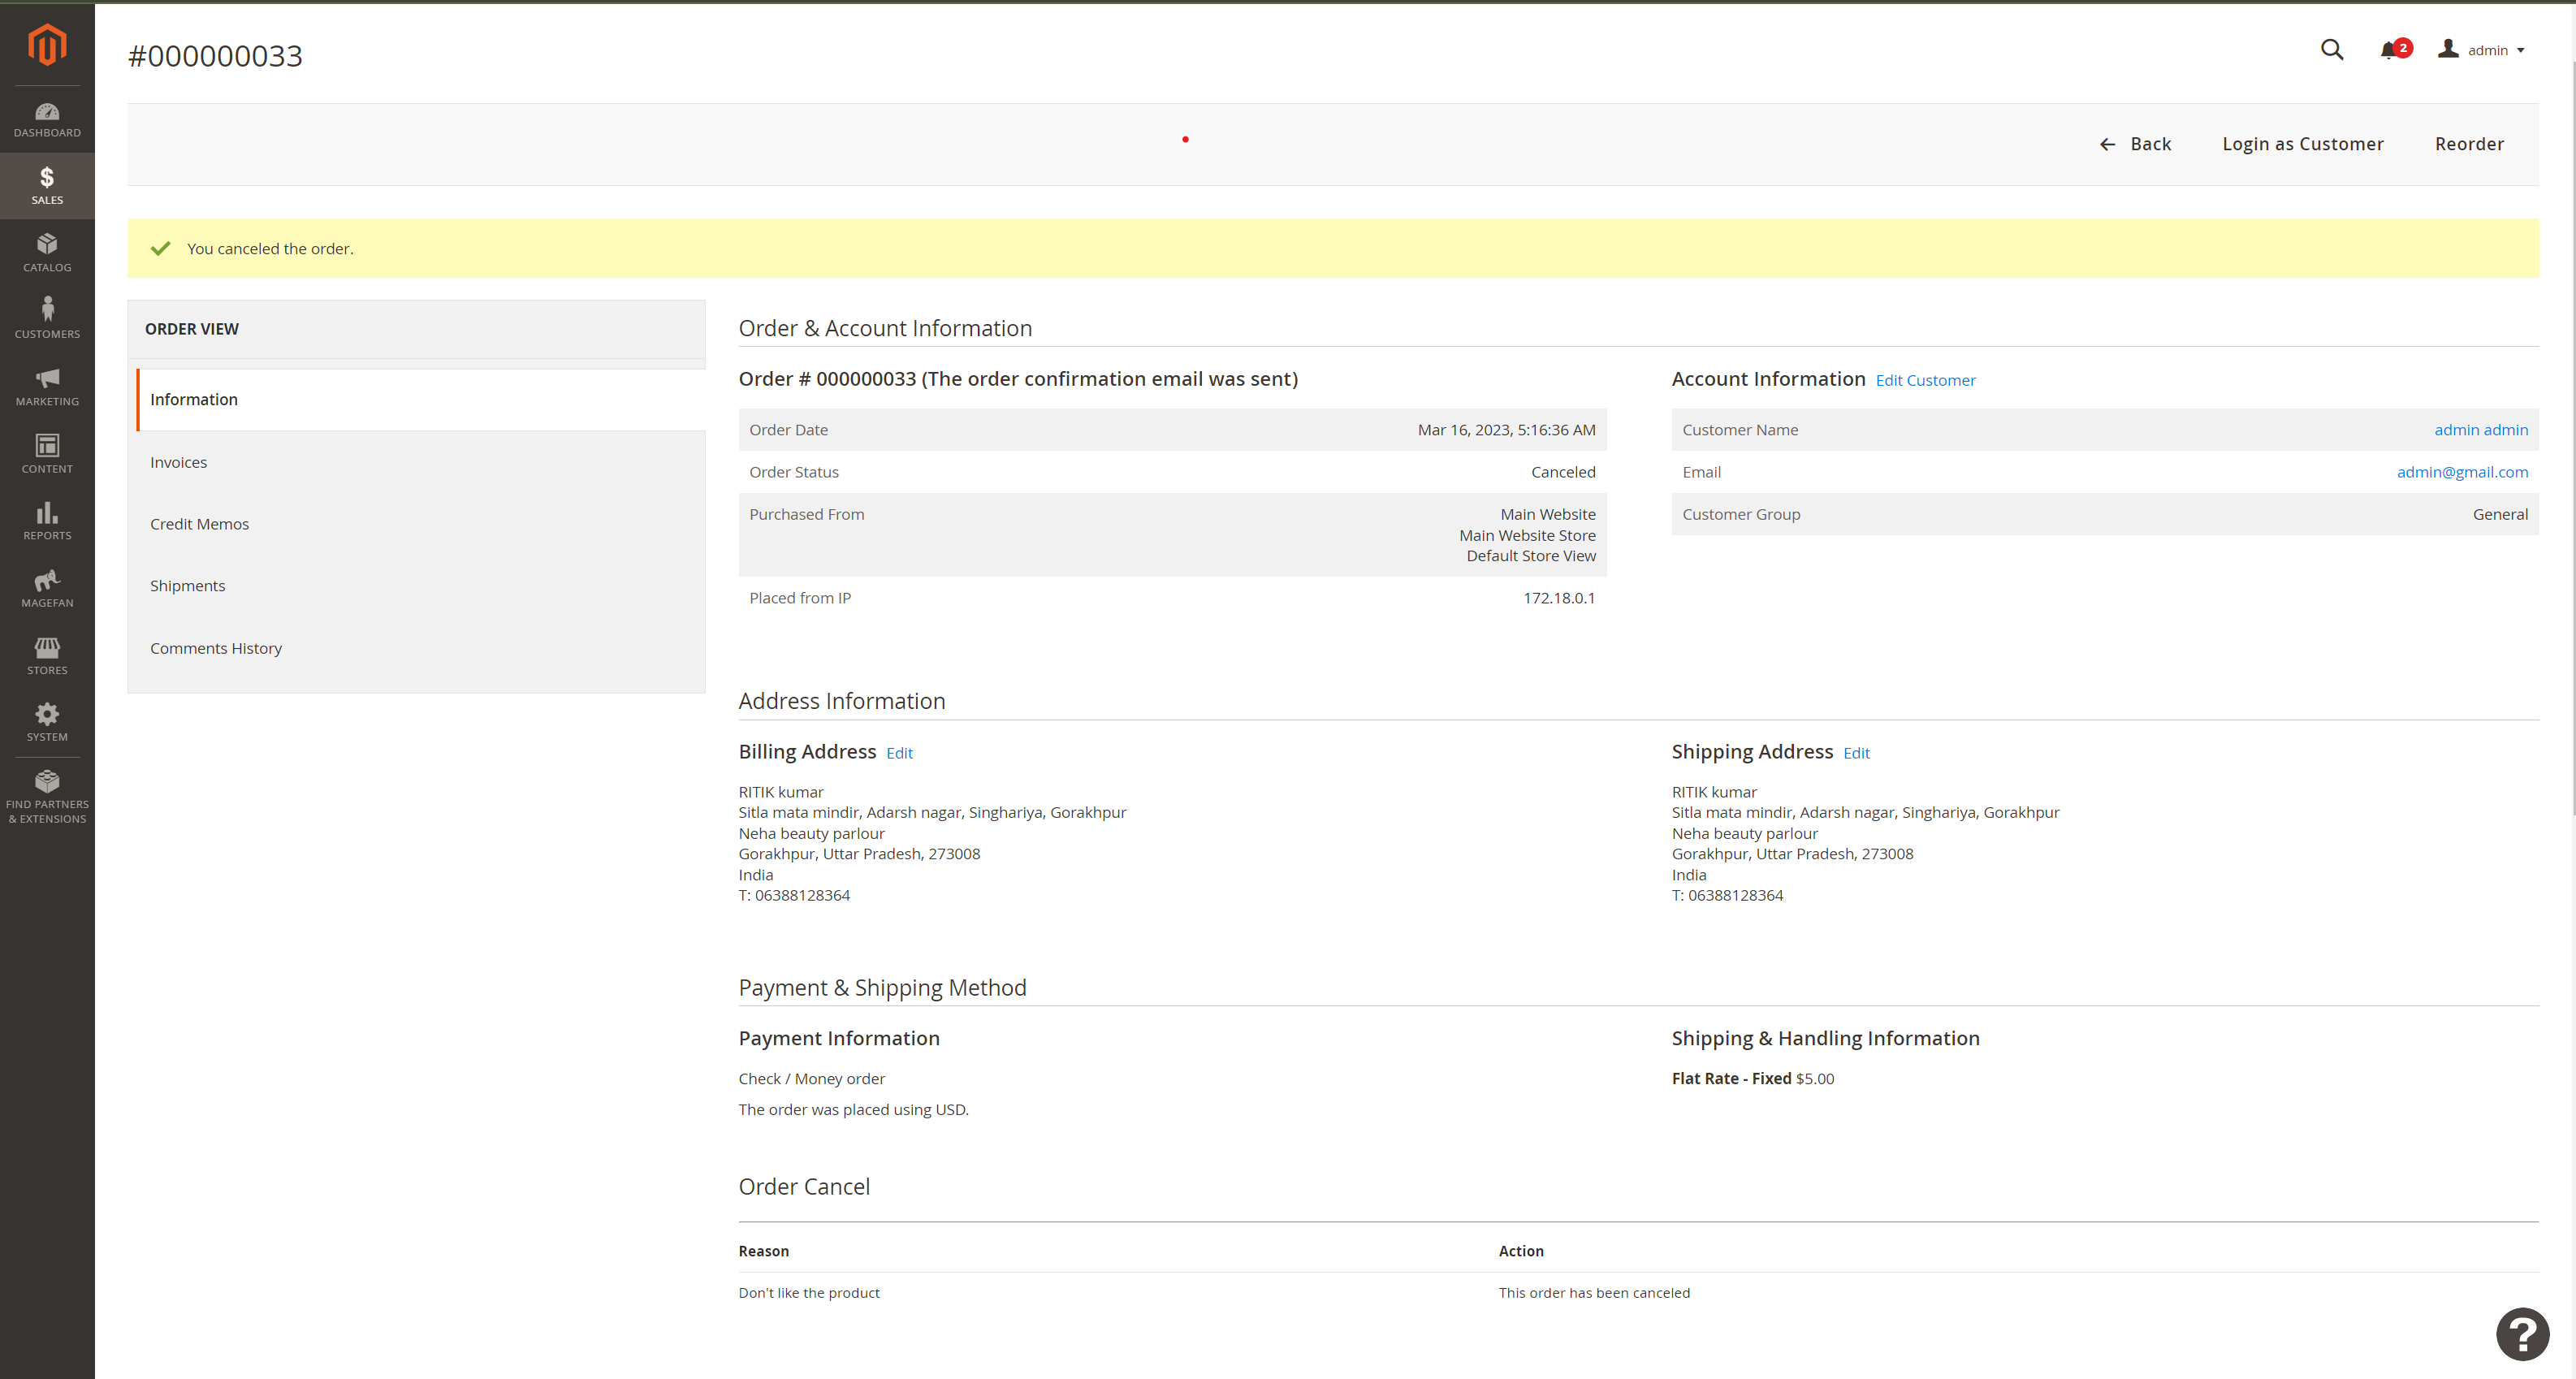 #000000033
2
admin
DASHBOARD
SALES
CATALOG
CUSTOMERS
MARKETING
CONTENT
REPORTS
MAGEFAN
STORES
SYSTEM
FIND PARTNERS
& EXTENSIONS
Back
Login as Customer
Reorder
You canceled the order.
ORDER VIEW
Information
Invoices
Credit Memos
Shipments
Comments History
Order & Account Information
Order # 000000033 (The order confirmation email was sent)
Order Date Mar 16, 2023, 5:16:36 AM
Order Status Canceled
Purchased From Main Website
Main Website Store
Default Store View
Placed from IP 172.18.0.1
Account Information Edit Customer
Customer Name admin admin
Email admin@gmail.com
Customer Group General
Address Information
Billing Address Edit
RITIK kumar
Sitla mata mindir, Adarsh nagar, Singhariya, Gorakhpur
Neha beauty parlour
Gorakhpur, Uttar Pradesh, 273008
India
T: 06388128364
Shipping Address Edit
RITIK kumar
Sitla mata mindir, Adarsh nagar, Singhariya, Gorakhpur
Neha beauty parlour
Gorakhpur, Uttar Pradesh, 273008
India
T: 06388128364
Payment & Shipping Method
Payment Information
Check / Money order
The order was placed using USD.
Shipping & Handling Information
Flat Rate - Fixed $5.00
Order Cancel
Reason Action
Don't like the product This order has been canceled
?